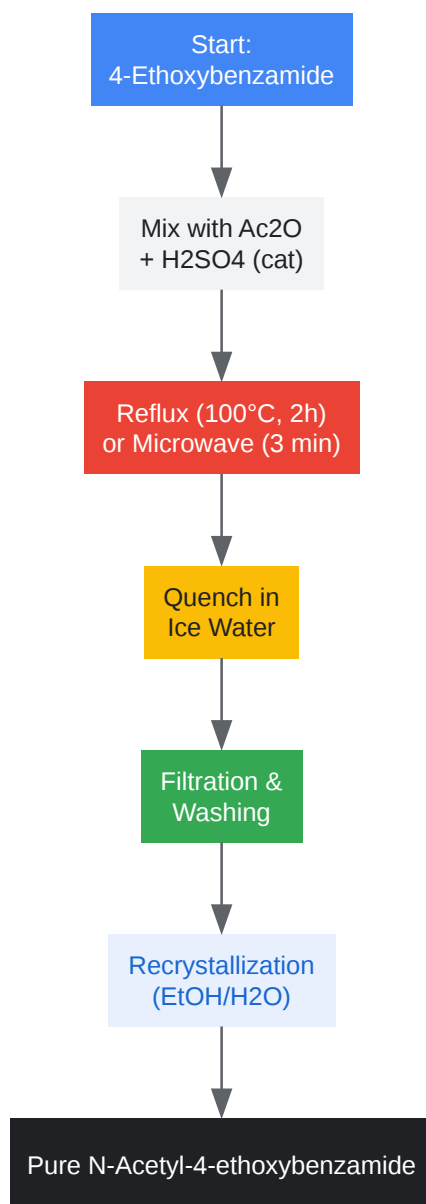 Start:
4-Ethoxybenzamide
Mix with Ac2O
+ H2SO4 (cat)
Reflux (100°C, 2h)
or Microwave (3 min)
Quench in
Ice Water
Filtration &
Washing
Recrystallization
(EtOH/H2O)
Pure N-Acetyl-4-ethoxybenzamide